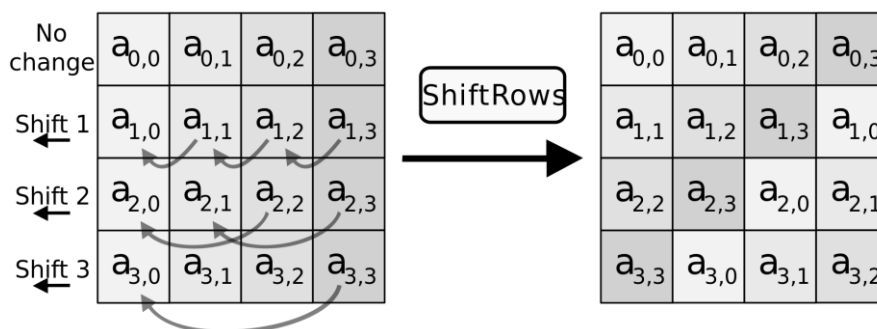 No change a0,0 a0,1 a0,2 a0,3 a0,0 a0,1 a0,2 a0,3
ShiftRows
Shift 1 a1,0 a1,1 a1,2 a1,3 a1,1 a1,2 a1,3 a1,0
Shift 2 a2,0 a2,1 a2,2 a2,3 a2,2 a2,3 a2,0 a2,1
Shift 3 a3,0 a3,1 a3,2 a3,3 a3,3 a3,0 a3,1 a3,2